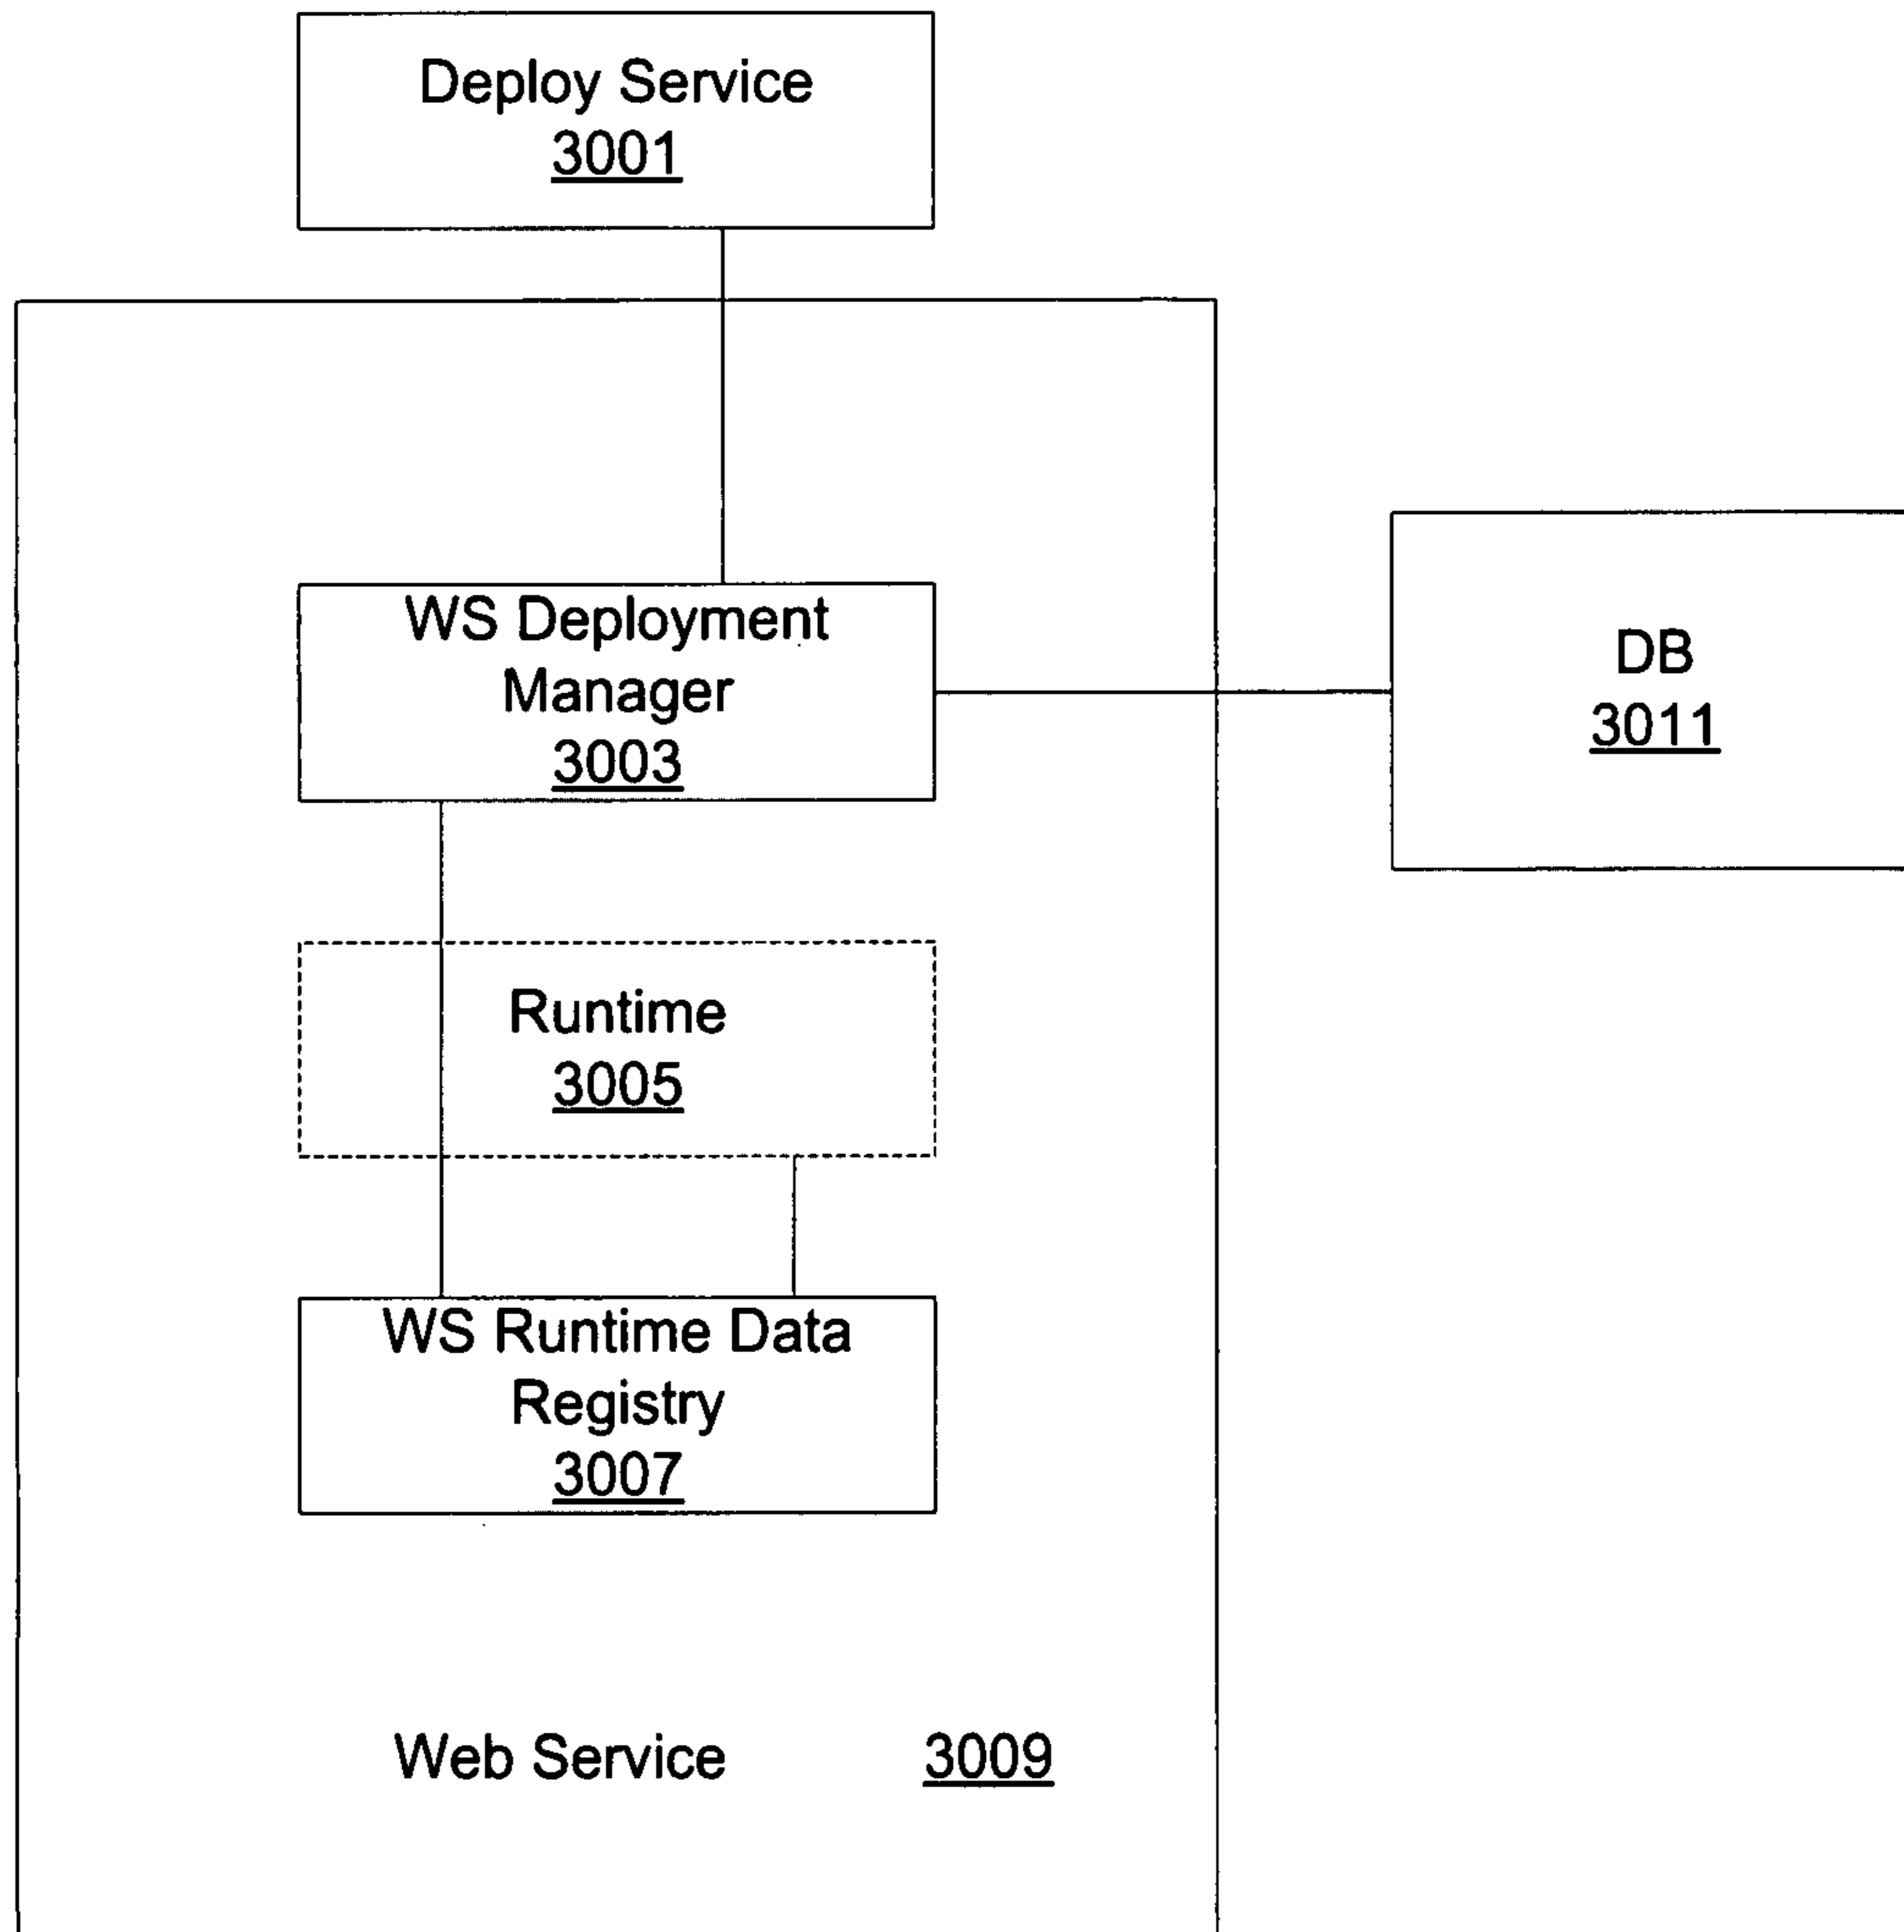 Deploy Service
3001
WS Deployment
Manager
3003
DB
3011
Runtime
3005
WS Runtime Data
Registry
3007
Web Service 3009